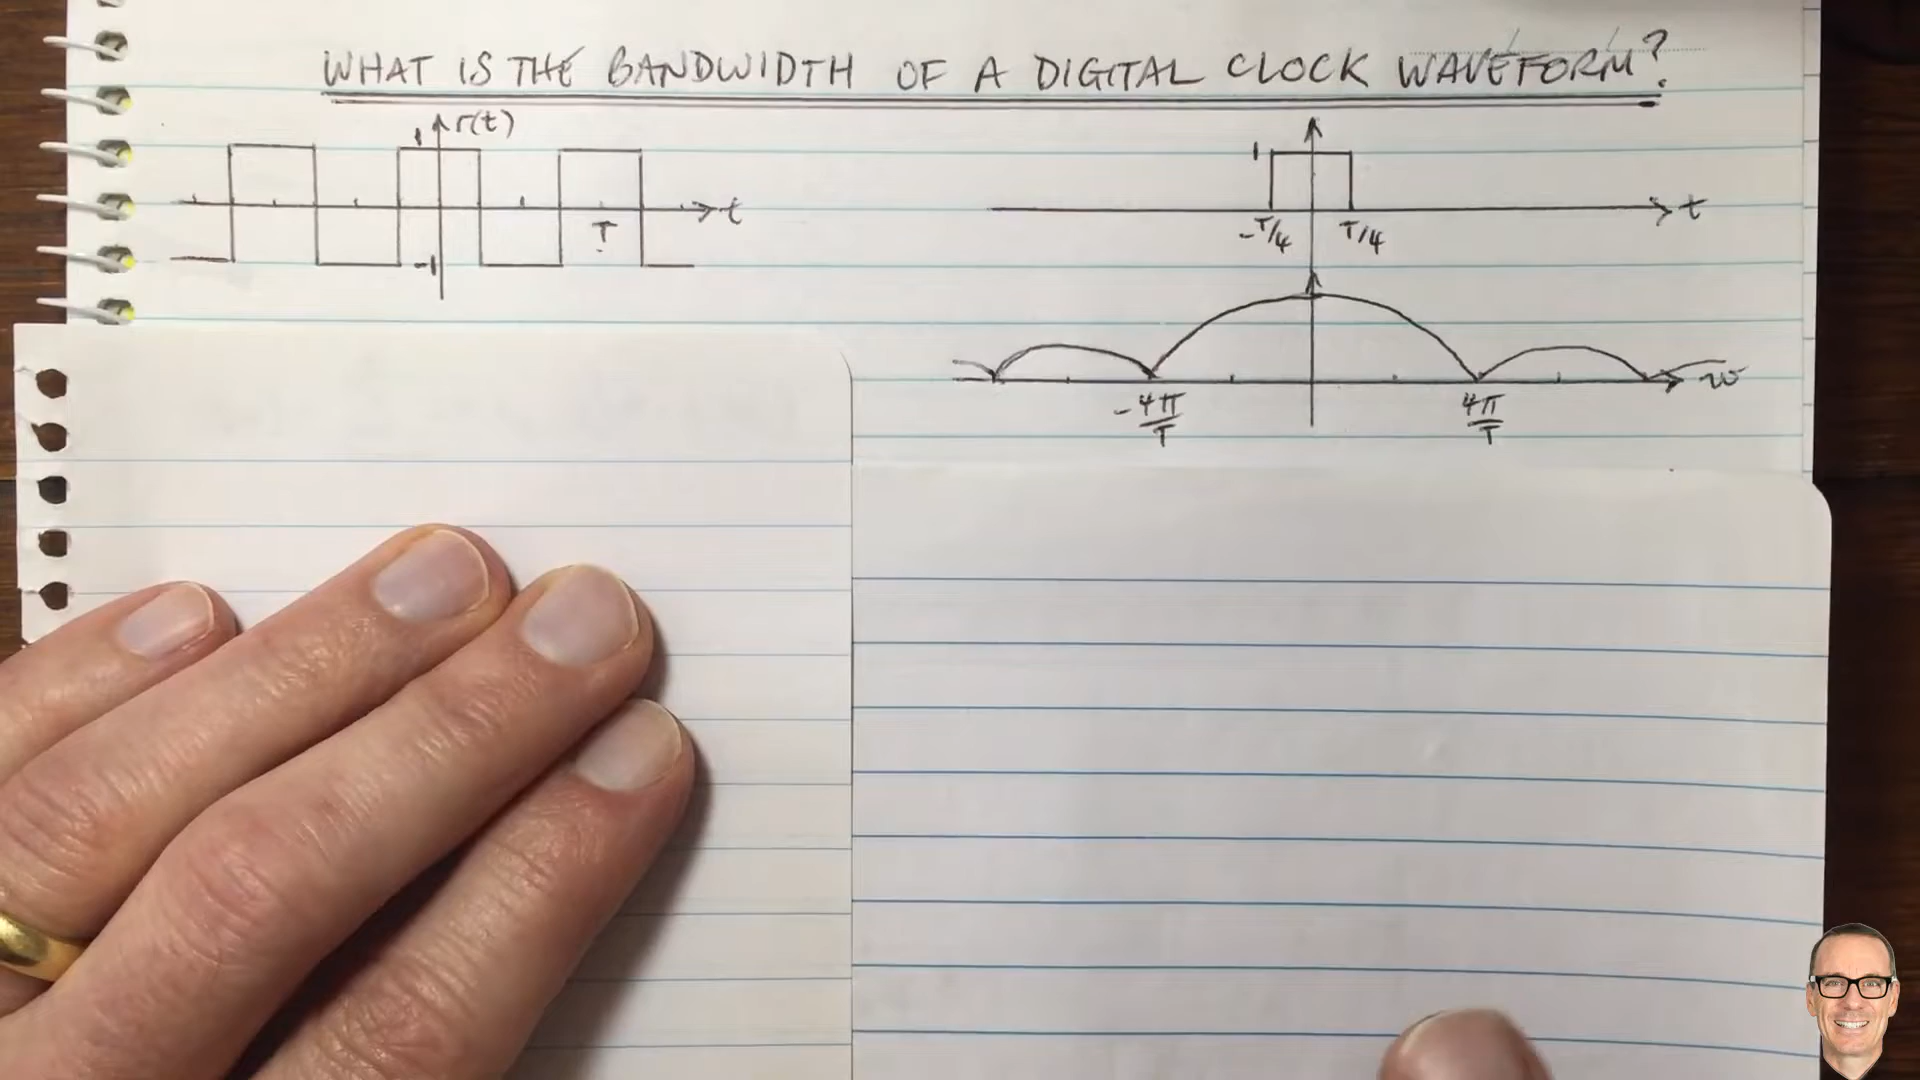 WHAT IS THE BANDWIDTH OF A DIGITAL CLOCK WAVEFORM?
1 r(t)
t
T
-1
1
t
-T/4 T/4
ω
-4π/T 4π/T